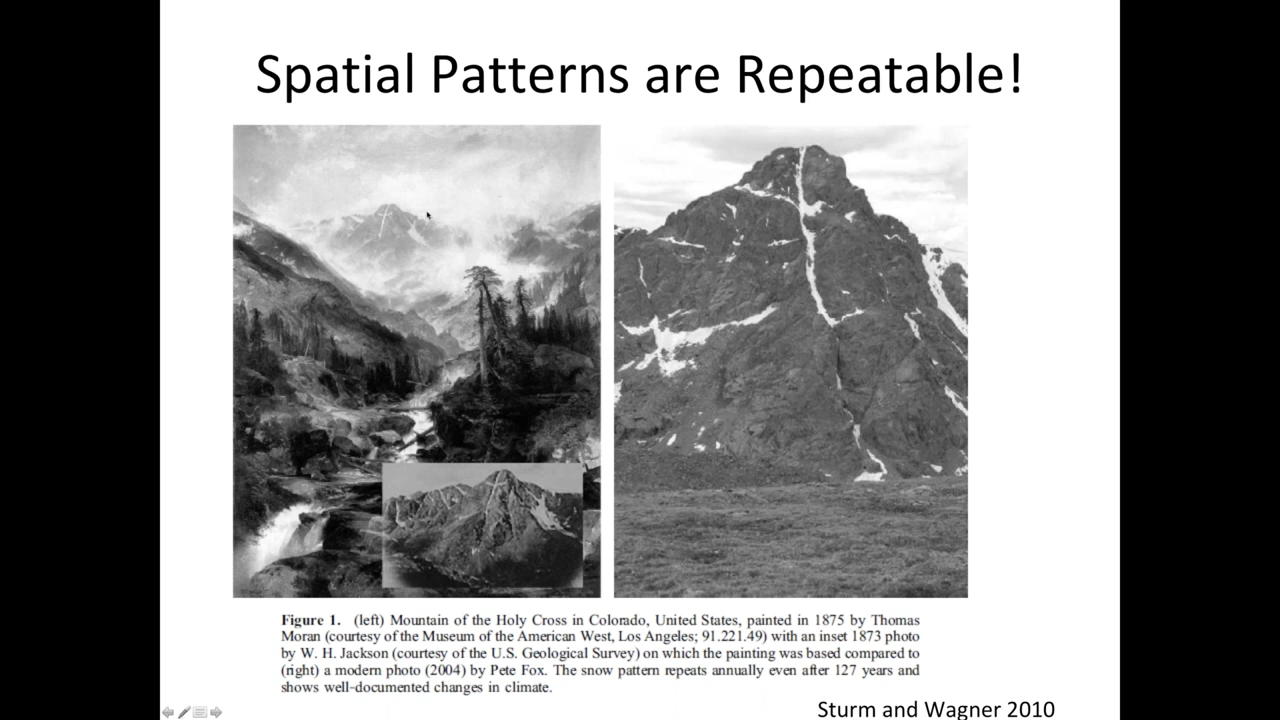 Spatial Patterns are Repeatable!
Figure 1. (left) Mountain of the Holy Cross in Colorado, United States, painted in 1875 by Thomas
Moran (courtesy of the Museum of the American West, Los Angeles; 91.221.49) with an inset 1873 photo
by W. H. Jackson (courtesy of the U.S. Geological Survey) on which the painting was based compared to
(right) a modern photo (2004) by Pete Fox. The snow pattern repeats annually even after 127 years and
shows well-documented changes in climate.
Sturm and Wagner 2010